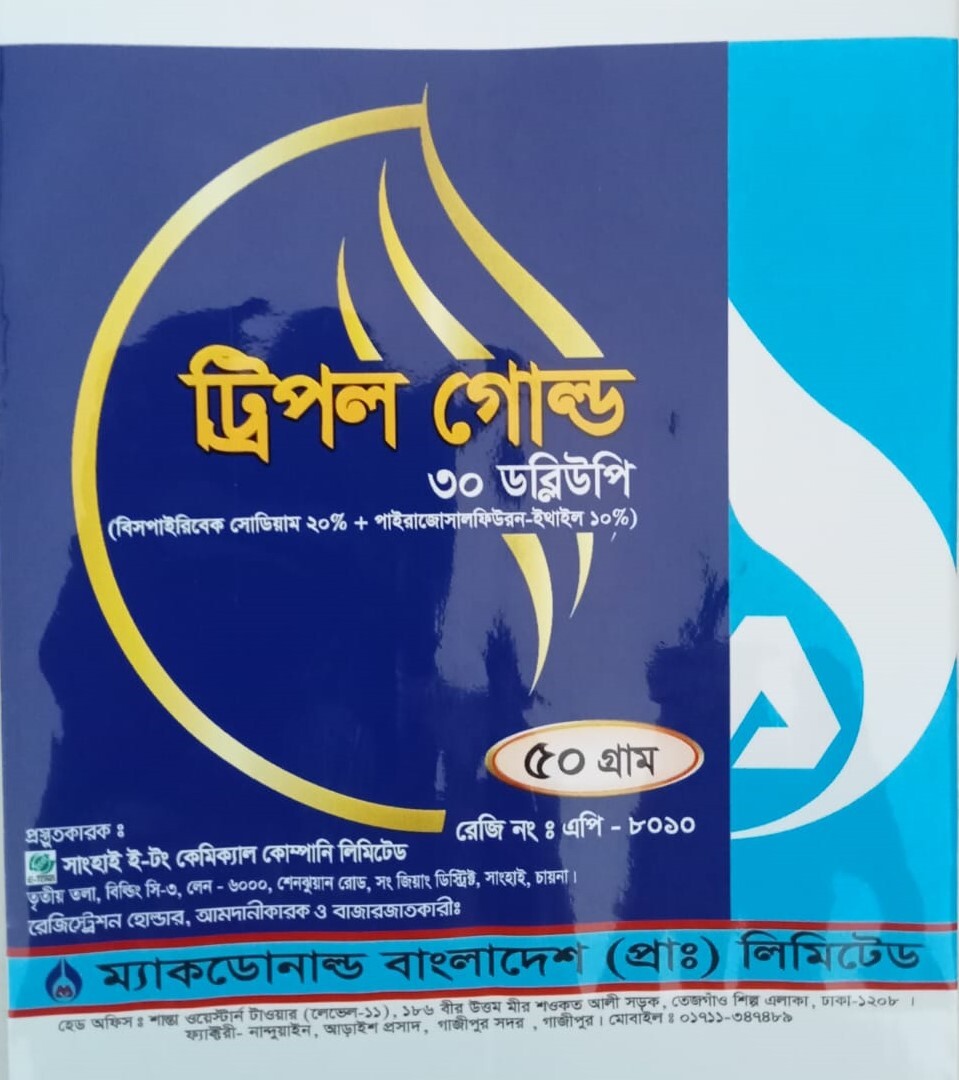 ট্রিপল গোল্ড
৩০ ডব্লিউপি
(বিসপাইরিবেক সোডিয়াম ২০% + পাইরাজোসালফিউরন-ইথাইল ১০%)
৫০ গ্রাম
রেজি নং ঃ এপি - ৮০১০
প্রস্তুতকারক ঃ
সাংহাই ই-টং কেমিক্যাল কোম্পানি লিমিটেড
তৃতীয় তলা, বিল্ডিং সি-৩, লেন - ৬০০০, শেনঝুয়ান রোড, সং জিয়াং ডিস্ট্রিক্ট, সাংহাই, চায়না।
রেজিস্ট্রেশন হোল্ডার, আমদানীকারক ও বাজারজাতকারীঃ
ম্যাকডোনাল্ড বাংলাদেশ (প্রাঃ) লিমিটেড
হেড অফিস ঃ শান্তা ওয়েস্টার্ন টাওয়ার (লেভেল-১১), ১৮৬ বীর উত্তম মীর শওকত আলী সড়ক, তেজগাঁও শিল্প এলাকা, ঢাকা-১২০৮ ।
ফ্যাক্টরী- নান্দুয়াইন, আড়াইশ প্রসাদ, গাজীপুর সদর , গাজীপুর। মোবাইল ঃ ০১৭১১-৩৪৭৪৮৯